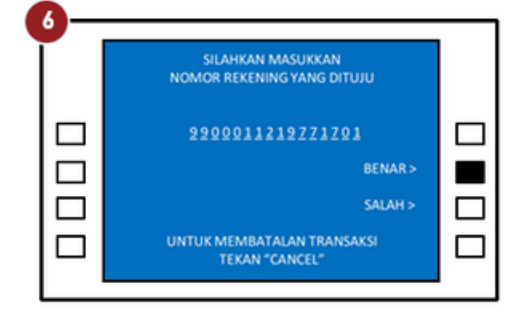 6
SILAHKAN MASUKKAN
NOMOR REKENING YANG DITUJU
9900011219771701
BENAR >
SALAH >
UNTUK MEMBATALAN TRANSAKSI
TEKAN "CANCEL"